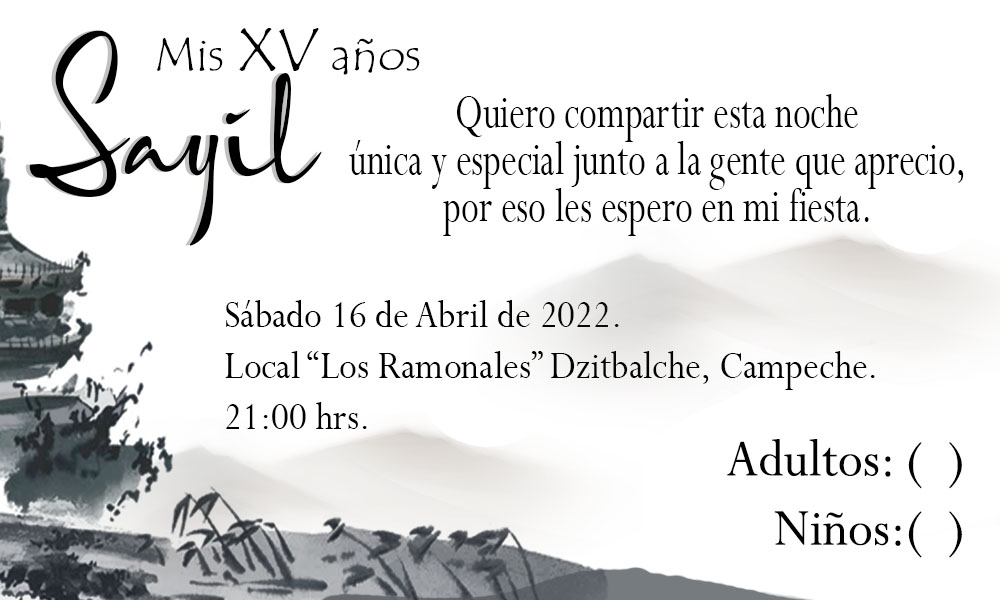 Mis XV años
Sayil
Quiero compartir esta noche
única y especial junto a la gente que aprecio,
por eso les espero en mi fiesta.
Sábado 16 de Abril de 2022.
Local “Los Ramonales” Dzitbalche, Campeche.
21:00 hrs.
Adultos: (  )
Niños:(  )